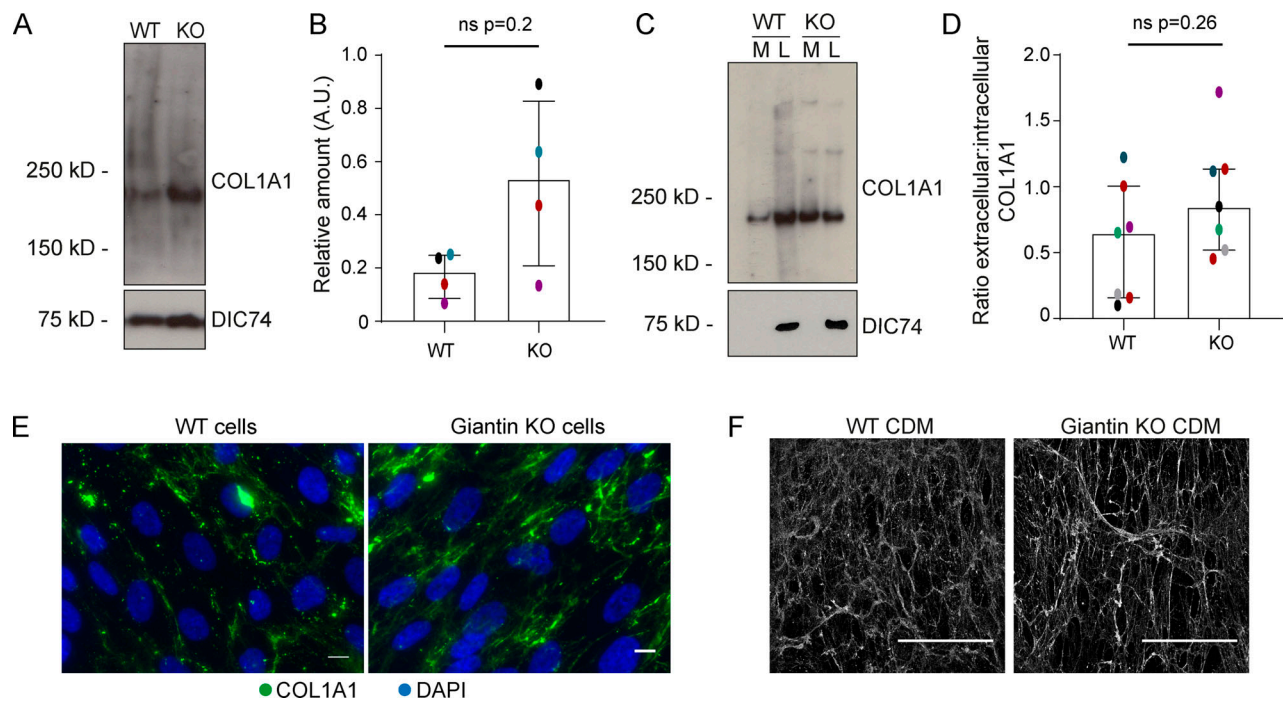 A
WT KO
250 kD -
COL1A1
150 kD -
75 kD -
DIC74
B
ns p=0.2
Relative amount (A.U.)
1.0
0.8
0.6
0.4
0.2
0
WT
KO
C
WT KO
M L M L
COL1A1
250 kD -
150 kD -
75 kD -
DIC74
D
ns p=0.26
Ratio extracellular:intracellular
COL1A1
2.0
1.5
1.0
0.5
0
WT
KO
E
WT cells
Giantin KO cells
COL1A1
DAPI
F
WT CDM
Giantin KO CDM